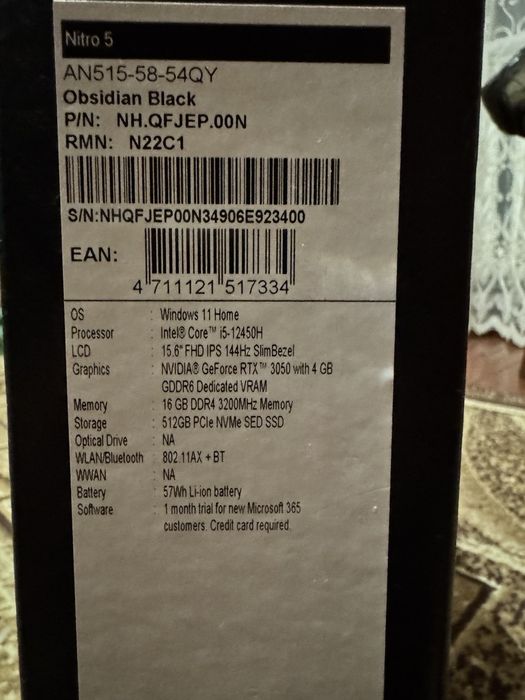 Nitro 5
AN515-58-54QY
Obsidian Black
P/N: NH.QFJEP.00N
RMN: N22C1
S/N:NHQFJEP00N34906E923400
EAN:
4 711121 517334
OS : Windows 11 Home
Processor : Intel® Core™ i5-12450H
LCD : 15.6" FHD IPS 144Hz SlimBezel
Graphics : NVIDIA® GeForce RTX™ 3050 with 4 GB
GDDR6 Dedicated VRAM
Memory : 16 GB DDR4 3200MHz Memory
Storage : 512GB PCIe NVMe SED SSD
Optical Drive : NA
WLAN/Bluetooth : 802.11AX + BT
WWAN : NA
Battery : 57Wh Li-ion battery
Software : 1 month trial for new Microsoft 365
customers. Credit card required.